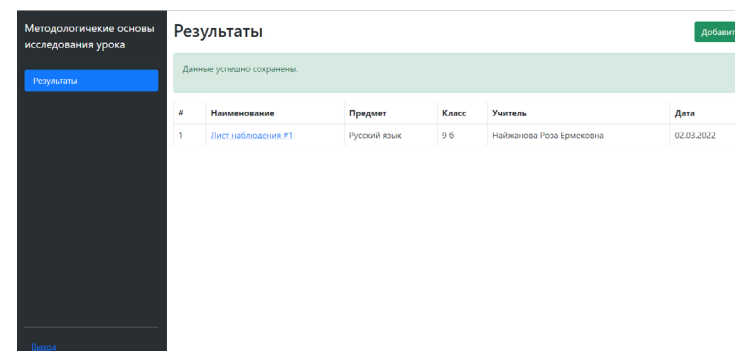 Методологичекие основы
исследования урока
Результаты
Выход
Результаты
Добавит
Данные успешно сохранены.
# Наименование Предмет Класс Учитель Дата
1 Лист наблюдения #1 Русский язык 9 б Найжанова Роза Ермековна 02.03.2022